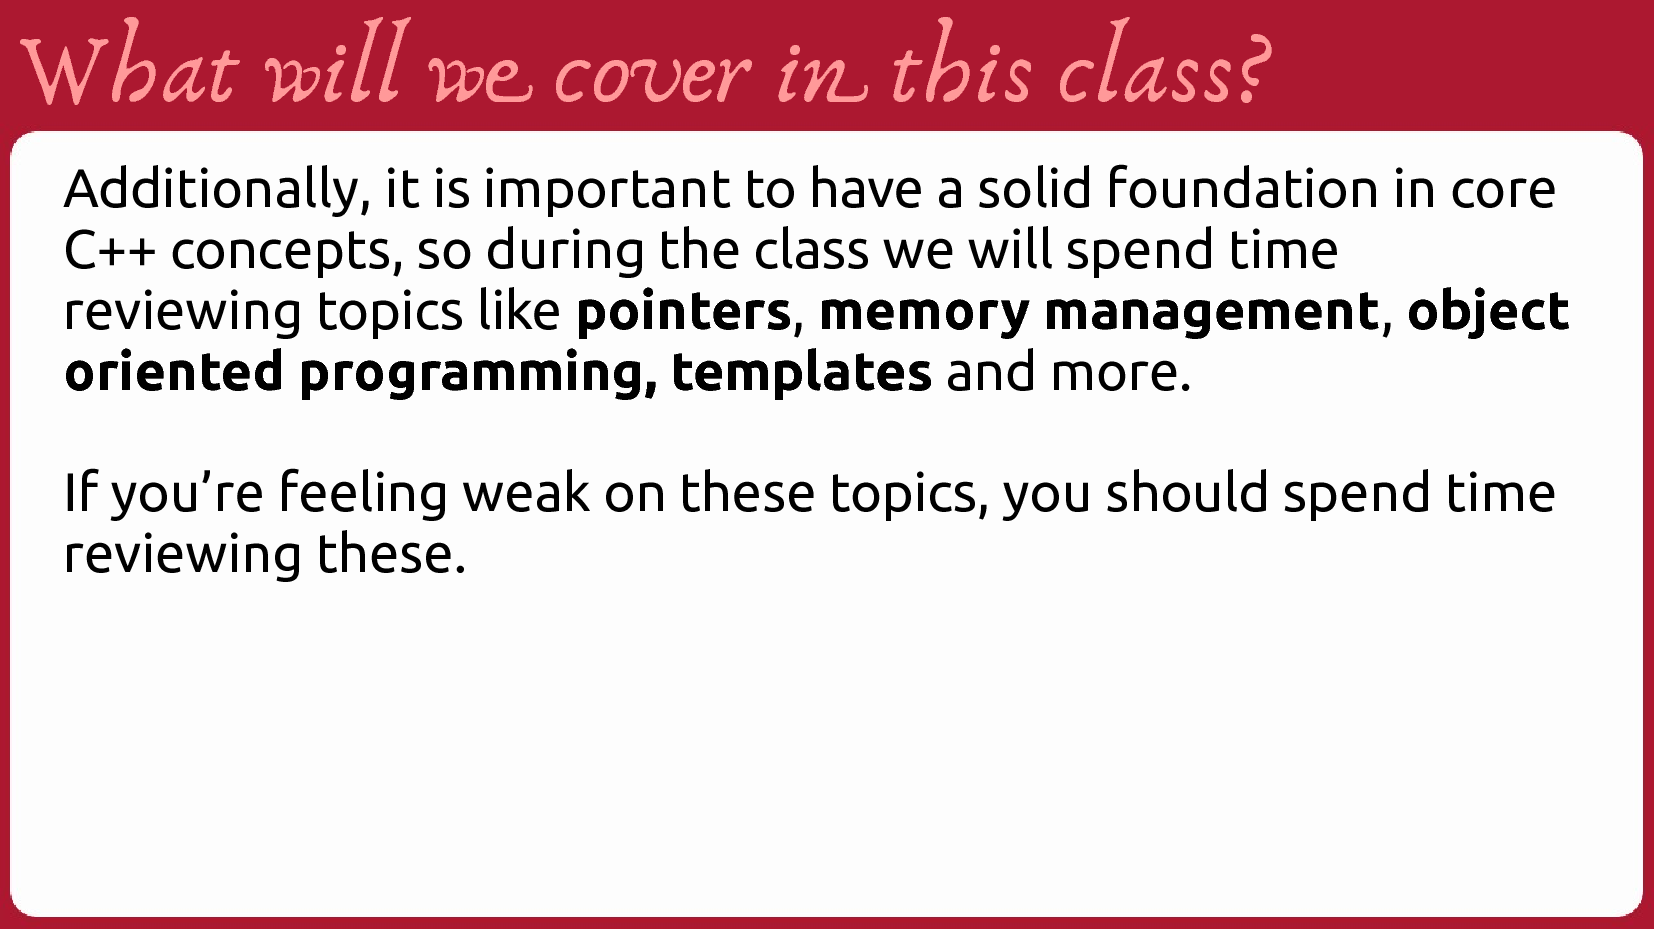 What will we cover in this class?
Additionally, it is important to have a solid foundation in core
C++ concepts, so during the class we will spend time
reviewing topics like pointers, memory management, object
oriented programming, templates and more.
If you’re feeling weak on these topics, you should spend time
reviewing these.